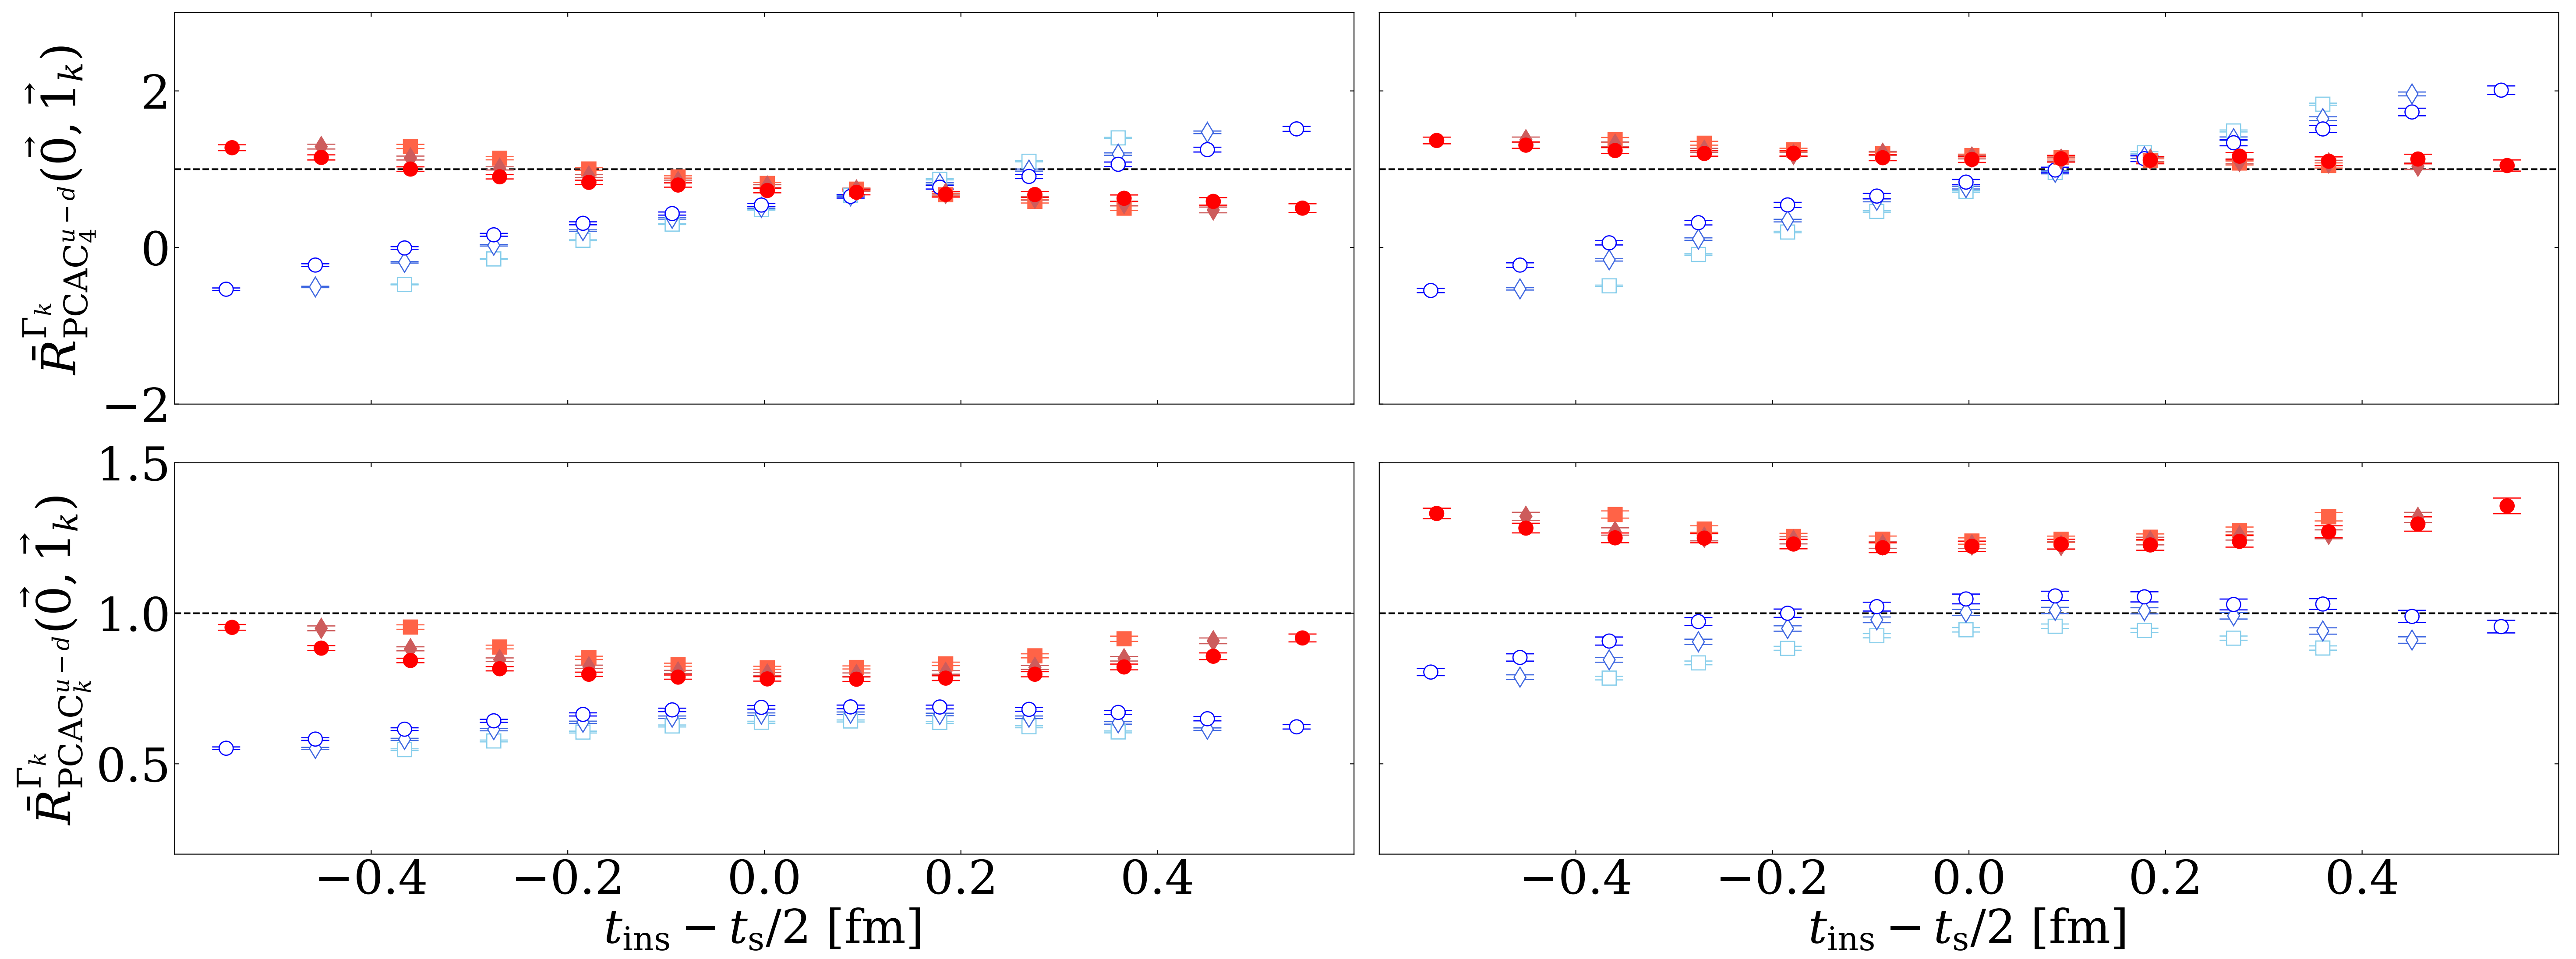 R̄^{Γ_k}_{PCAC_4^{u−d}}(0⃗, 1⃗_k)
2
0
−2
R̄^{Γ_k}_{PCAC_k^{u−d}}(0⃗, 1⃗_k)
1.5
1.0
0.5
−0.4 −0.2 0.0 0.2 0.4 −0.4 −0.2 0.0 0.2 0.4
t_ins − t_s/2 [fm] t_ins − t_s/2 [fm]